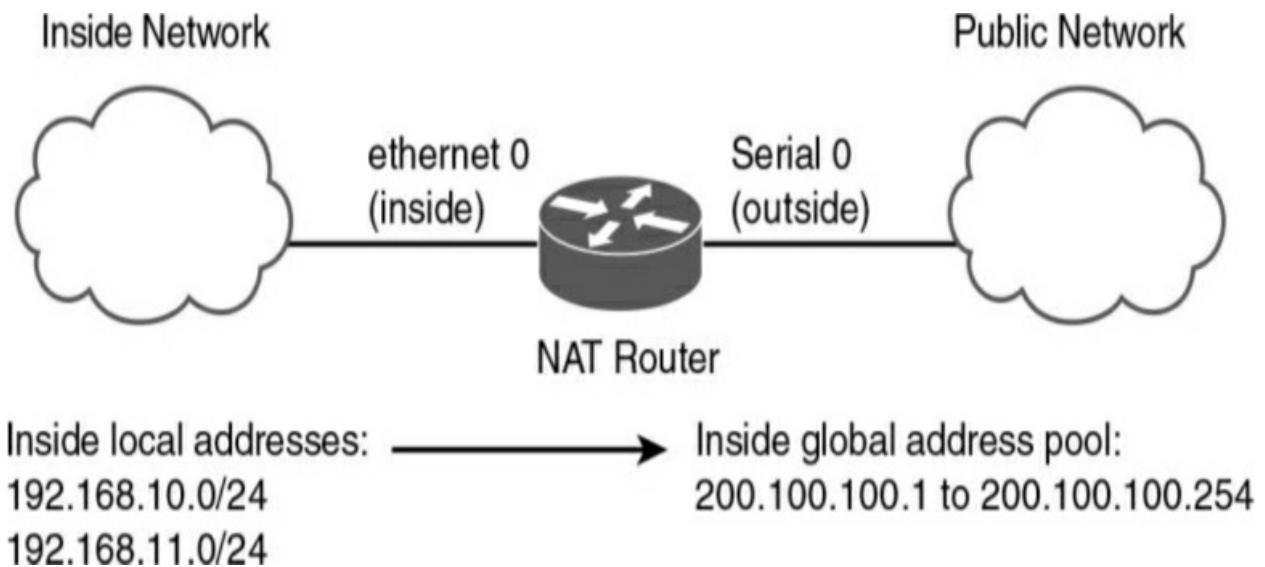 Inside Network
Public Network
ethernet 0
(inside)
Serial 0
(outside)
NAT Router
Inside local addresses:
192.168.10.0/24
192.168.11.0/24
Inside global address pool:
200.100.100.1 to 200.100.100.254